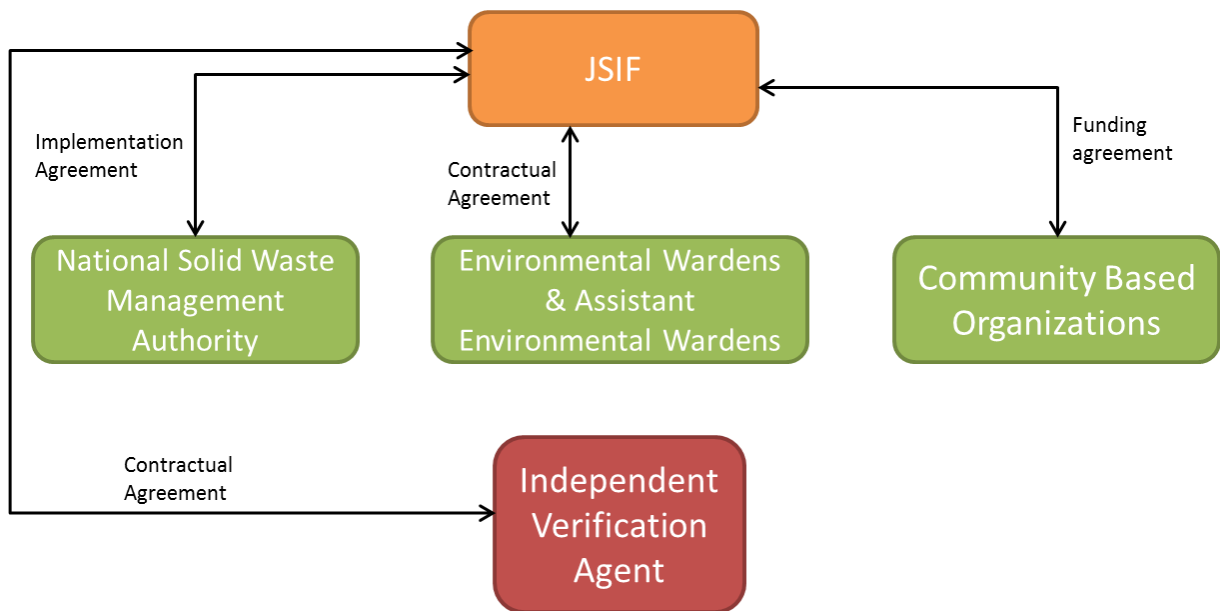 JSIF
Implementation
Agreement
Contractual
Agreement
Funding
agreement
National Solid Waste
Management
Authority
Environmental Wardens
& Assistant
Environmental Wardens
Community Based
Organizations
Contractual
Agreement
Independent
Verification
Agent